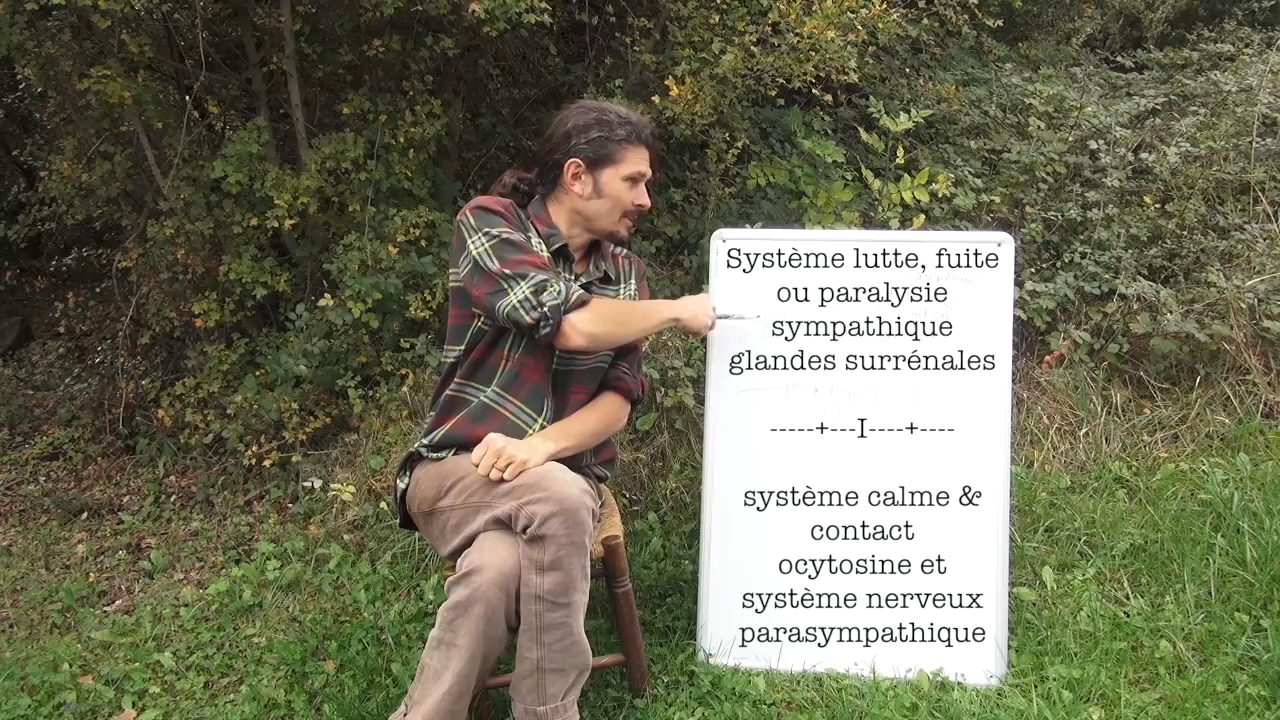 Système lutte, fuite
ou paralysie
sympathique
glandes surrénales
-----+---I----+----
système calme &
contact
ocytosine et
système nerveux
parasympathique